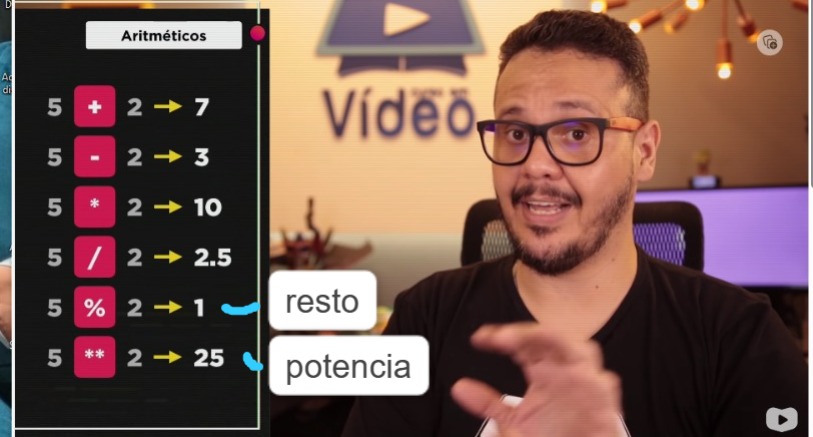 Aritméticos
5 + 2 → 7
5 - 2 → 3
5 * 2 → 10
5 / 2 → 2.5
5 % 2 → 1
resto
5 ** 2 → 25
potencia
Vídeo